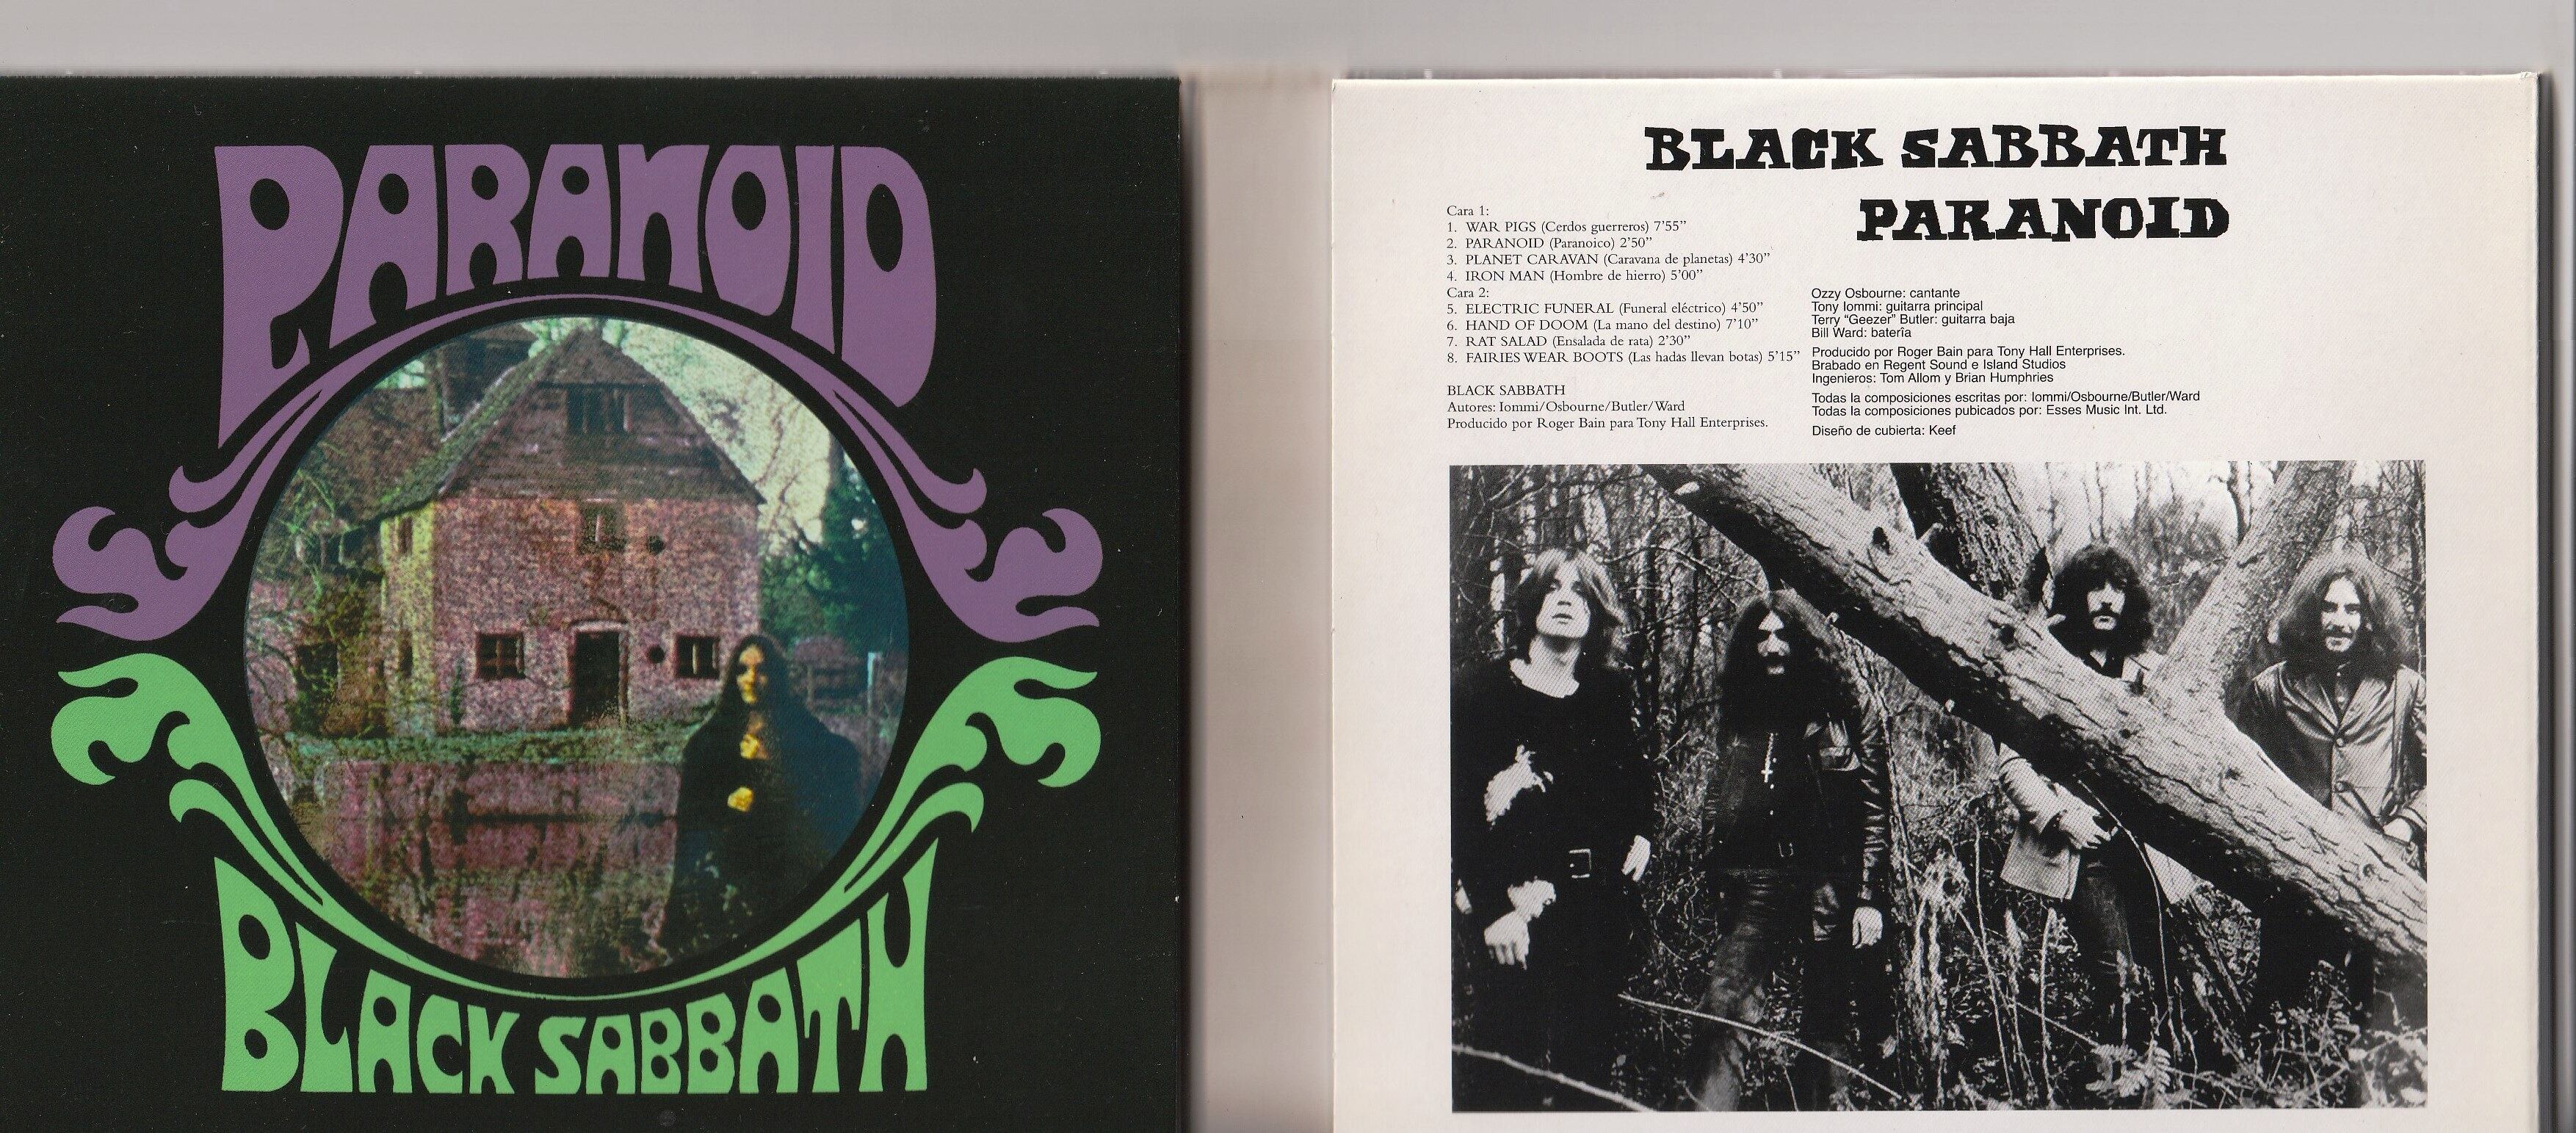 PARANOID
BLACK SABBATH
BLACK SABBATH
PARANOID
Cara 1:
1. WAR PIGS (Cerdos guerreros) 7'55”
2. PARANOID (Paranoico) 2'50”
3. PLANET CARAVAN (Caravana de planetas) 4'30”
4. IRON MAN (Hombre de hierro) 5'00”
Cara 2:
5. ELECTRIC FUNERAL (Funeral eléctrico) 4'50”
6. HAND OF DOOM (La mano del destino) 7'10”
7. RAT SALAD (Ensalada de rata) 2'30”
8. FAIRIES WEAR BOOTS (Las hadas llevan botas) 5'15”
BLACK SABBATH
Autores: Iommi/Osbourne/Butler/Ward
Producido por Roger Bain para Tony Hall Enterprises.
Ozzy Osbourne: cantante
Tony Iommi: guitarra principal
Terry “Geezer” Butler: guitarra baja
Bill Ward: batería
Producido por Roger Bain para Tony Hall Enterprises.
Brabado en Regent Sound e Island Studios
Ingenieros: Tom Allom y Brian Humphries
Todas la composiciones escritas por: Iommi/Osbourne/Butler/Ward
Todas la composiciones pubicados por: Esses Music Int. Ltd.
Diseño de cubierta: Keef